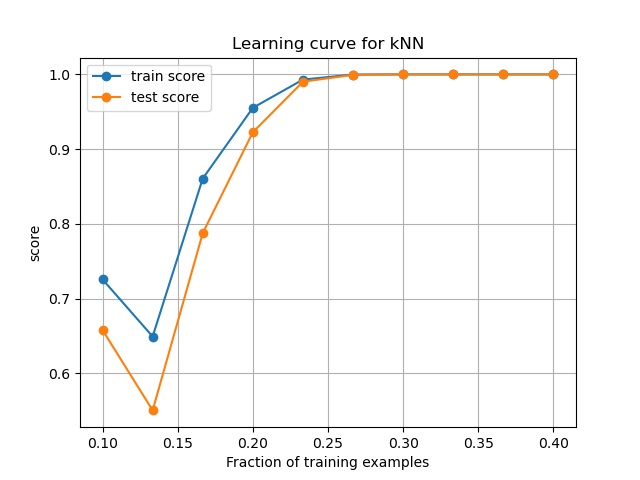 Learning curve for kNN
train score
test score
score
1.0
0.9
0.8
0.7
0.6
0.10 0.15 0.20 0.25 0.30 0.35 0.40
Fraction of training examples